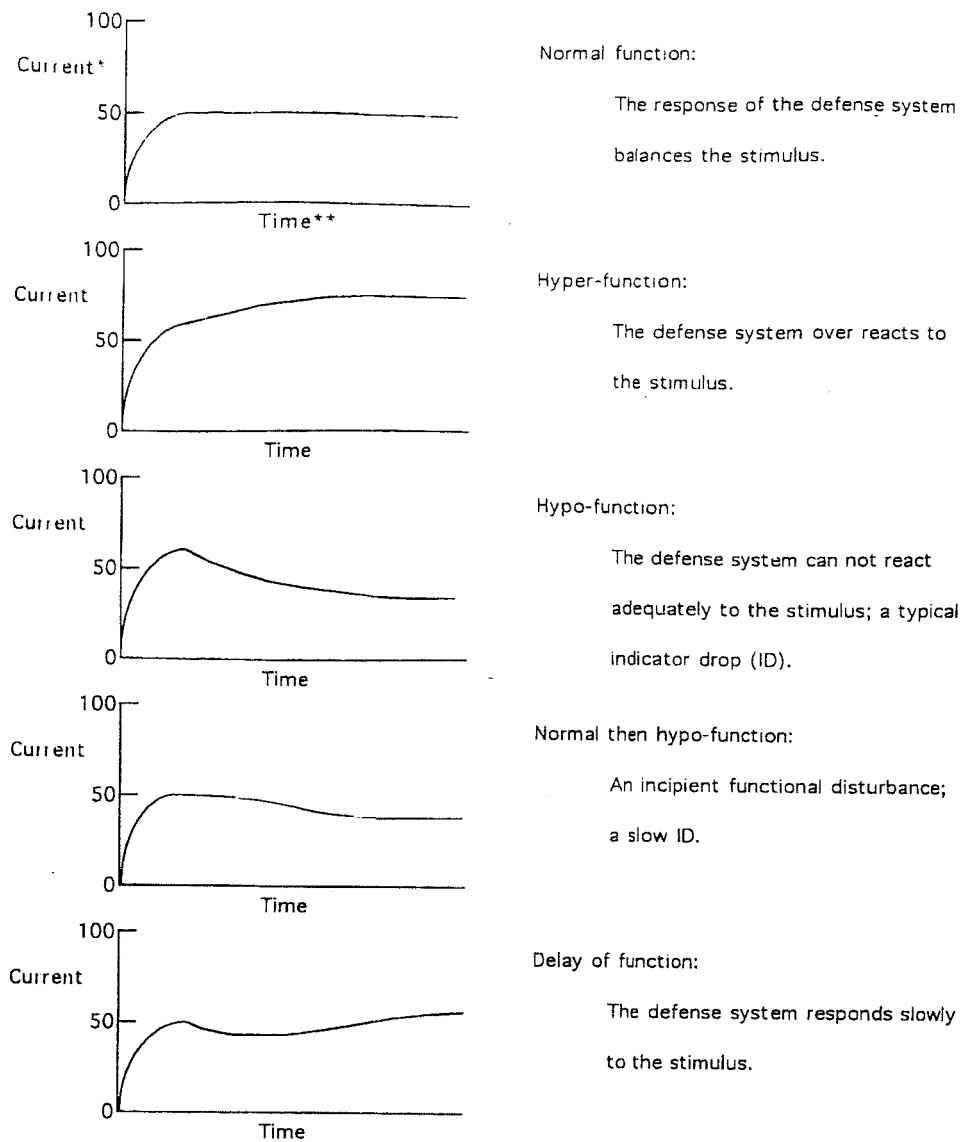 100
Current*
50
0
Time**
Normal function:
The response of the defense system
balances the stimulus.
100
Current
50
0
Time
Hyper-function:
The defense system over reacts to
the stimulus.
100
Current
50
0
Time
Hypo-function:
The defense system can not react
adequately to the stimulus; a typical
indicator drop (ID).
100
Current
50
0
Time
Normal then hypo-function:
An incipient functional disturbance;
a slow ID.
100
Current
50
0
Time
Delay of function:
The defense system responds slowly
to the stimulus.